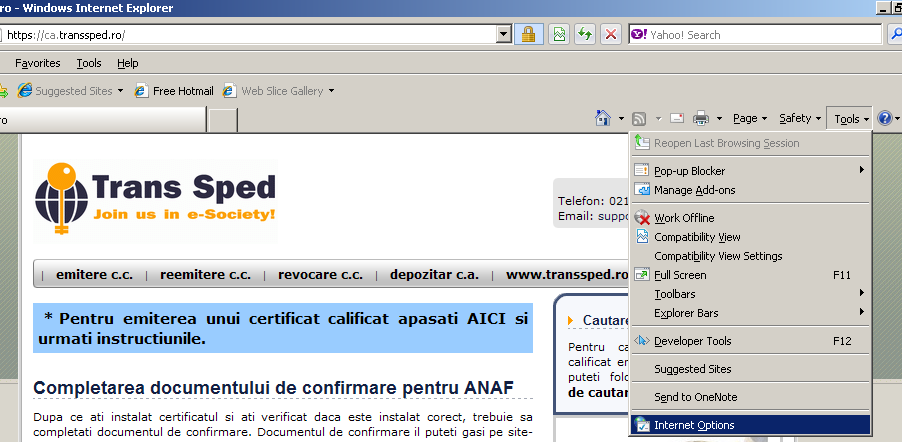 ro - Windows Internet Explorer
https://ca.transsped.ro/
Yahoo! Search
Favorites Tools Help
Suggested Sites Free Hotmail Web Slice Gallery
ro
Page Safety Tools
Reopen Last Browsing Session
Pop-up Blocker
Manage Add-ons
Work Offline
Compatibility View
Compatibility View Settings
Full Screen F11
Toolbars
Explorer Bars
Developer Tools F12
Suggested Sites
Send to OneNote
Internet Options
Trans Sped
Join us in e-Society!
Telefon: 021
Email: suppo
emitere c.c. reemitere c.c. revocare c.c. depozitar c.a. www.transsped.ro
* Pentru emiterea unui certificat calificat apasati AICI si
urmati instructiunile.
Completarea documentului de confirmare pentru ANAF
Dupa ce ati instalat certificatul si ati verificat daca este instalat corect, trebuie sa
completati documentul de confirmare. Documentul de confirmare il puteti gasi pe site-
Cautare
Pentru ca
calificat em
puteti folo
de cautar